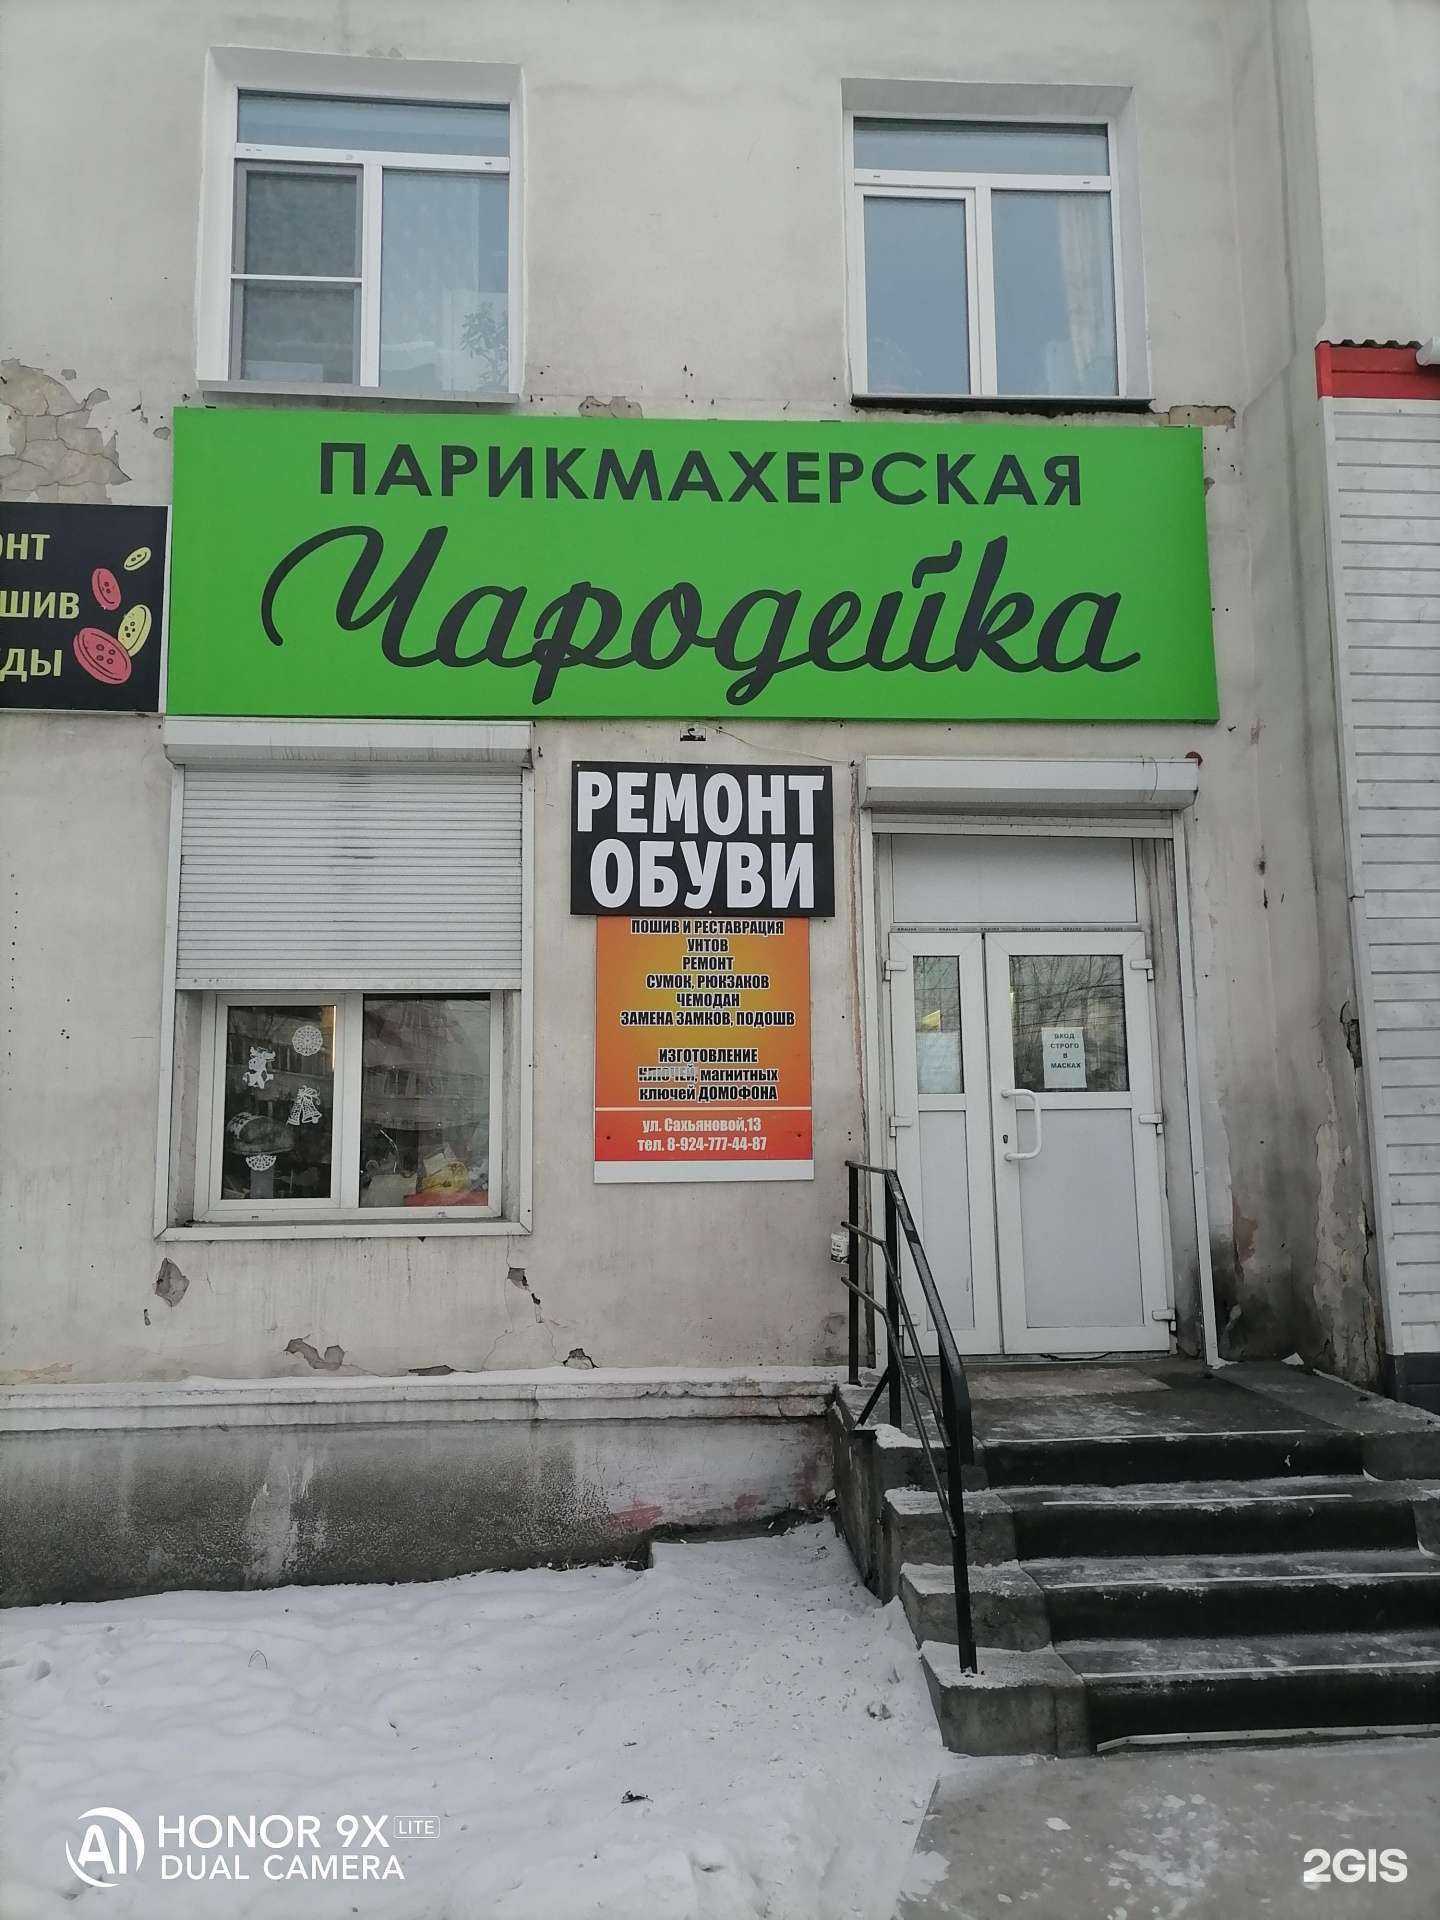 ПАРИКМАХЕРСКАЯ
Чародейка
ОНТ
ШИВ
ДЫ
РЕМОНТ
ОБУВИ
ПОШИВ И РЕСТАВРАЦИЯ
УНТОВ
РЕМОНТ
СУМОК, РЮКЗАКОВ
ЧЕМОДАН
ЗАМЕНА ЗАМКОВ, ПОДОШВ
ИЗГОТОВЛЕНИЕ
КЛЮЧЕЙ, магнитных
ключей ДОМОФОНА
ул. Сахьяновой,13
тел. 8-924-777-44-87
ВХОД
СТРОГО
В
МАСКАХ
AI HONOR 9X LITE
DUAL CAMERA
2GIS